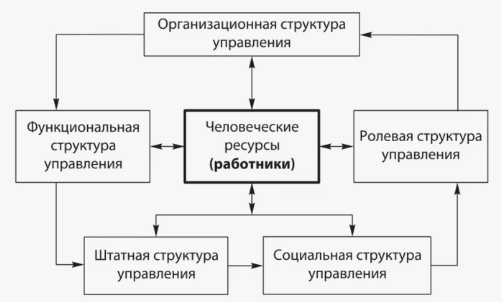 Организационная структура
управления
Функциональная
структура
управления
Человеческие
ресурсы
(работники)
Ролевая структура
управления
Штатная структура
управления
Социальная структура
управления